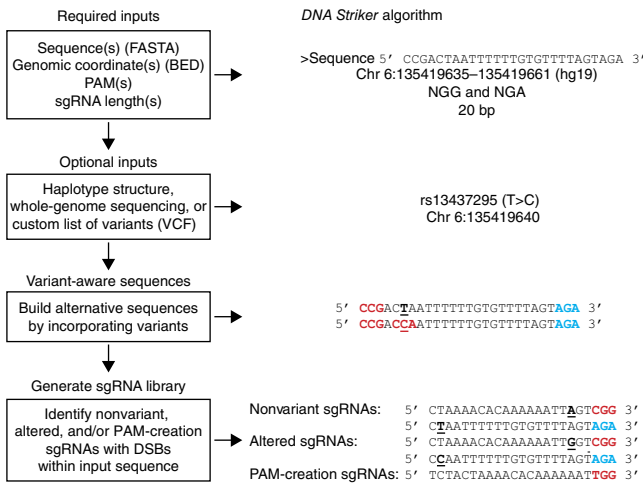 Required inputs
DNA Striker algorithm
Sequence(s) (FASTA)
Genomic coordinate(s) (BED)
PAM(s)
sgRNA length(s)
>Sequence 5′ CCGACTAATTTTTTGTGTTTTAGTAGA 3′
Chr 6:135419635–135419661 (hg19)
NGG and NGA
20 bp
Optional inputs
Haplotype structure,
whole-genome sequencing, or
custom list of variants (VCF)
rs13437295 (T>C)
Chr 6:135419640
Variant-aware sequences
Build alternative sequences
by incorporating variants
5′ CCGACTAATTTTTTGTGTTTTAGTAGA 3′
5′ CCGACCAATTTTTTGTGTTTTAGTAGA 3′
Generate sgRNA library
Identify nonvariant,
altered, and/or PAM-creation
sgRNAs with DSBs
within input sequence
Nonvariant sgRNAs: 5′ CTAAAACACAAAAAATTAGTCGG 3′
5′ CTAATTTTTTGTGTTTTAGTAGA 3′
Altered sgRNAs: 5′ CTAAAACACAAAAAATTGGTCGG 3′
5′ CCAATTTTTTGTGTTTTAGTAGA 3′
PAM-creation sgRNAs: 5′ TCTACTAAAACACAAAAAATTGG 3′